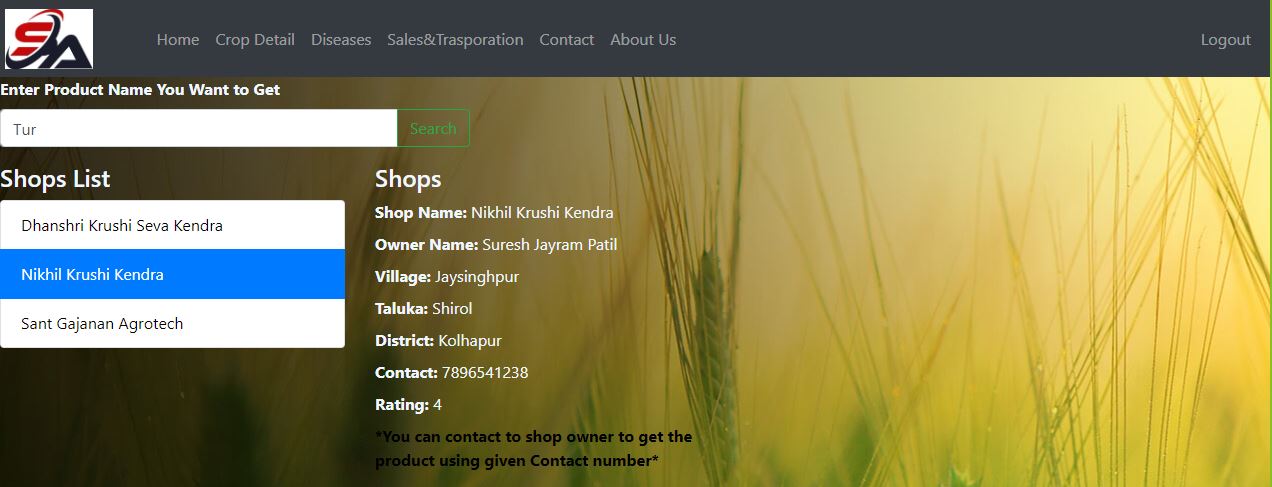 SA
Home Crop Detail Diseases Sales&Trasporation Contact About Us Logout
Enter Product Name You Want to Get
Tur Search
Shops List
Dhanshri Krushi Seva Kendra
Nikhil Krushi Kendra
Sant Gajanan Agrotech
Shops
Shop Name: Nikhil Krushi Kendra
Owner Name: Suresh Jayram Patil
Village: Jaysinghpur
Taluka: Shirol
District: Kolhapur
Contact: 7896541238
Rating: 4
*You can contact to shop owner to get the
product using given Contact number*